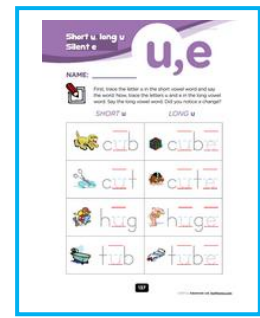 Short u, long u
Silent e
u,e
NAME:
First, trace the letter u in the short vowel word and say
the word. Now, trace the letters u and e in the long vowel
word. Say the long vowel word. Did you notice a change?
SHORT u LONG u
cub cube
cut cute
hug huge
tub tube
157